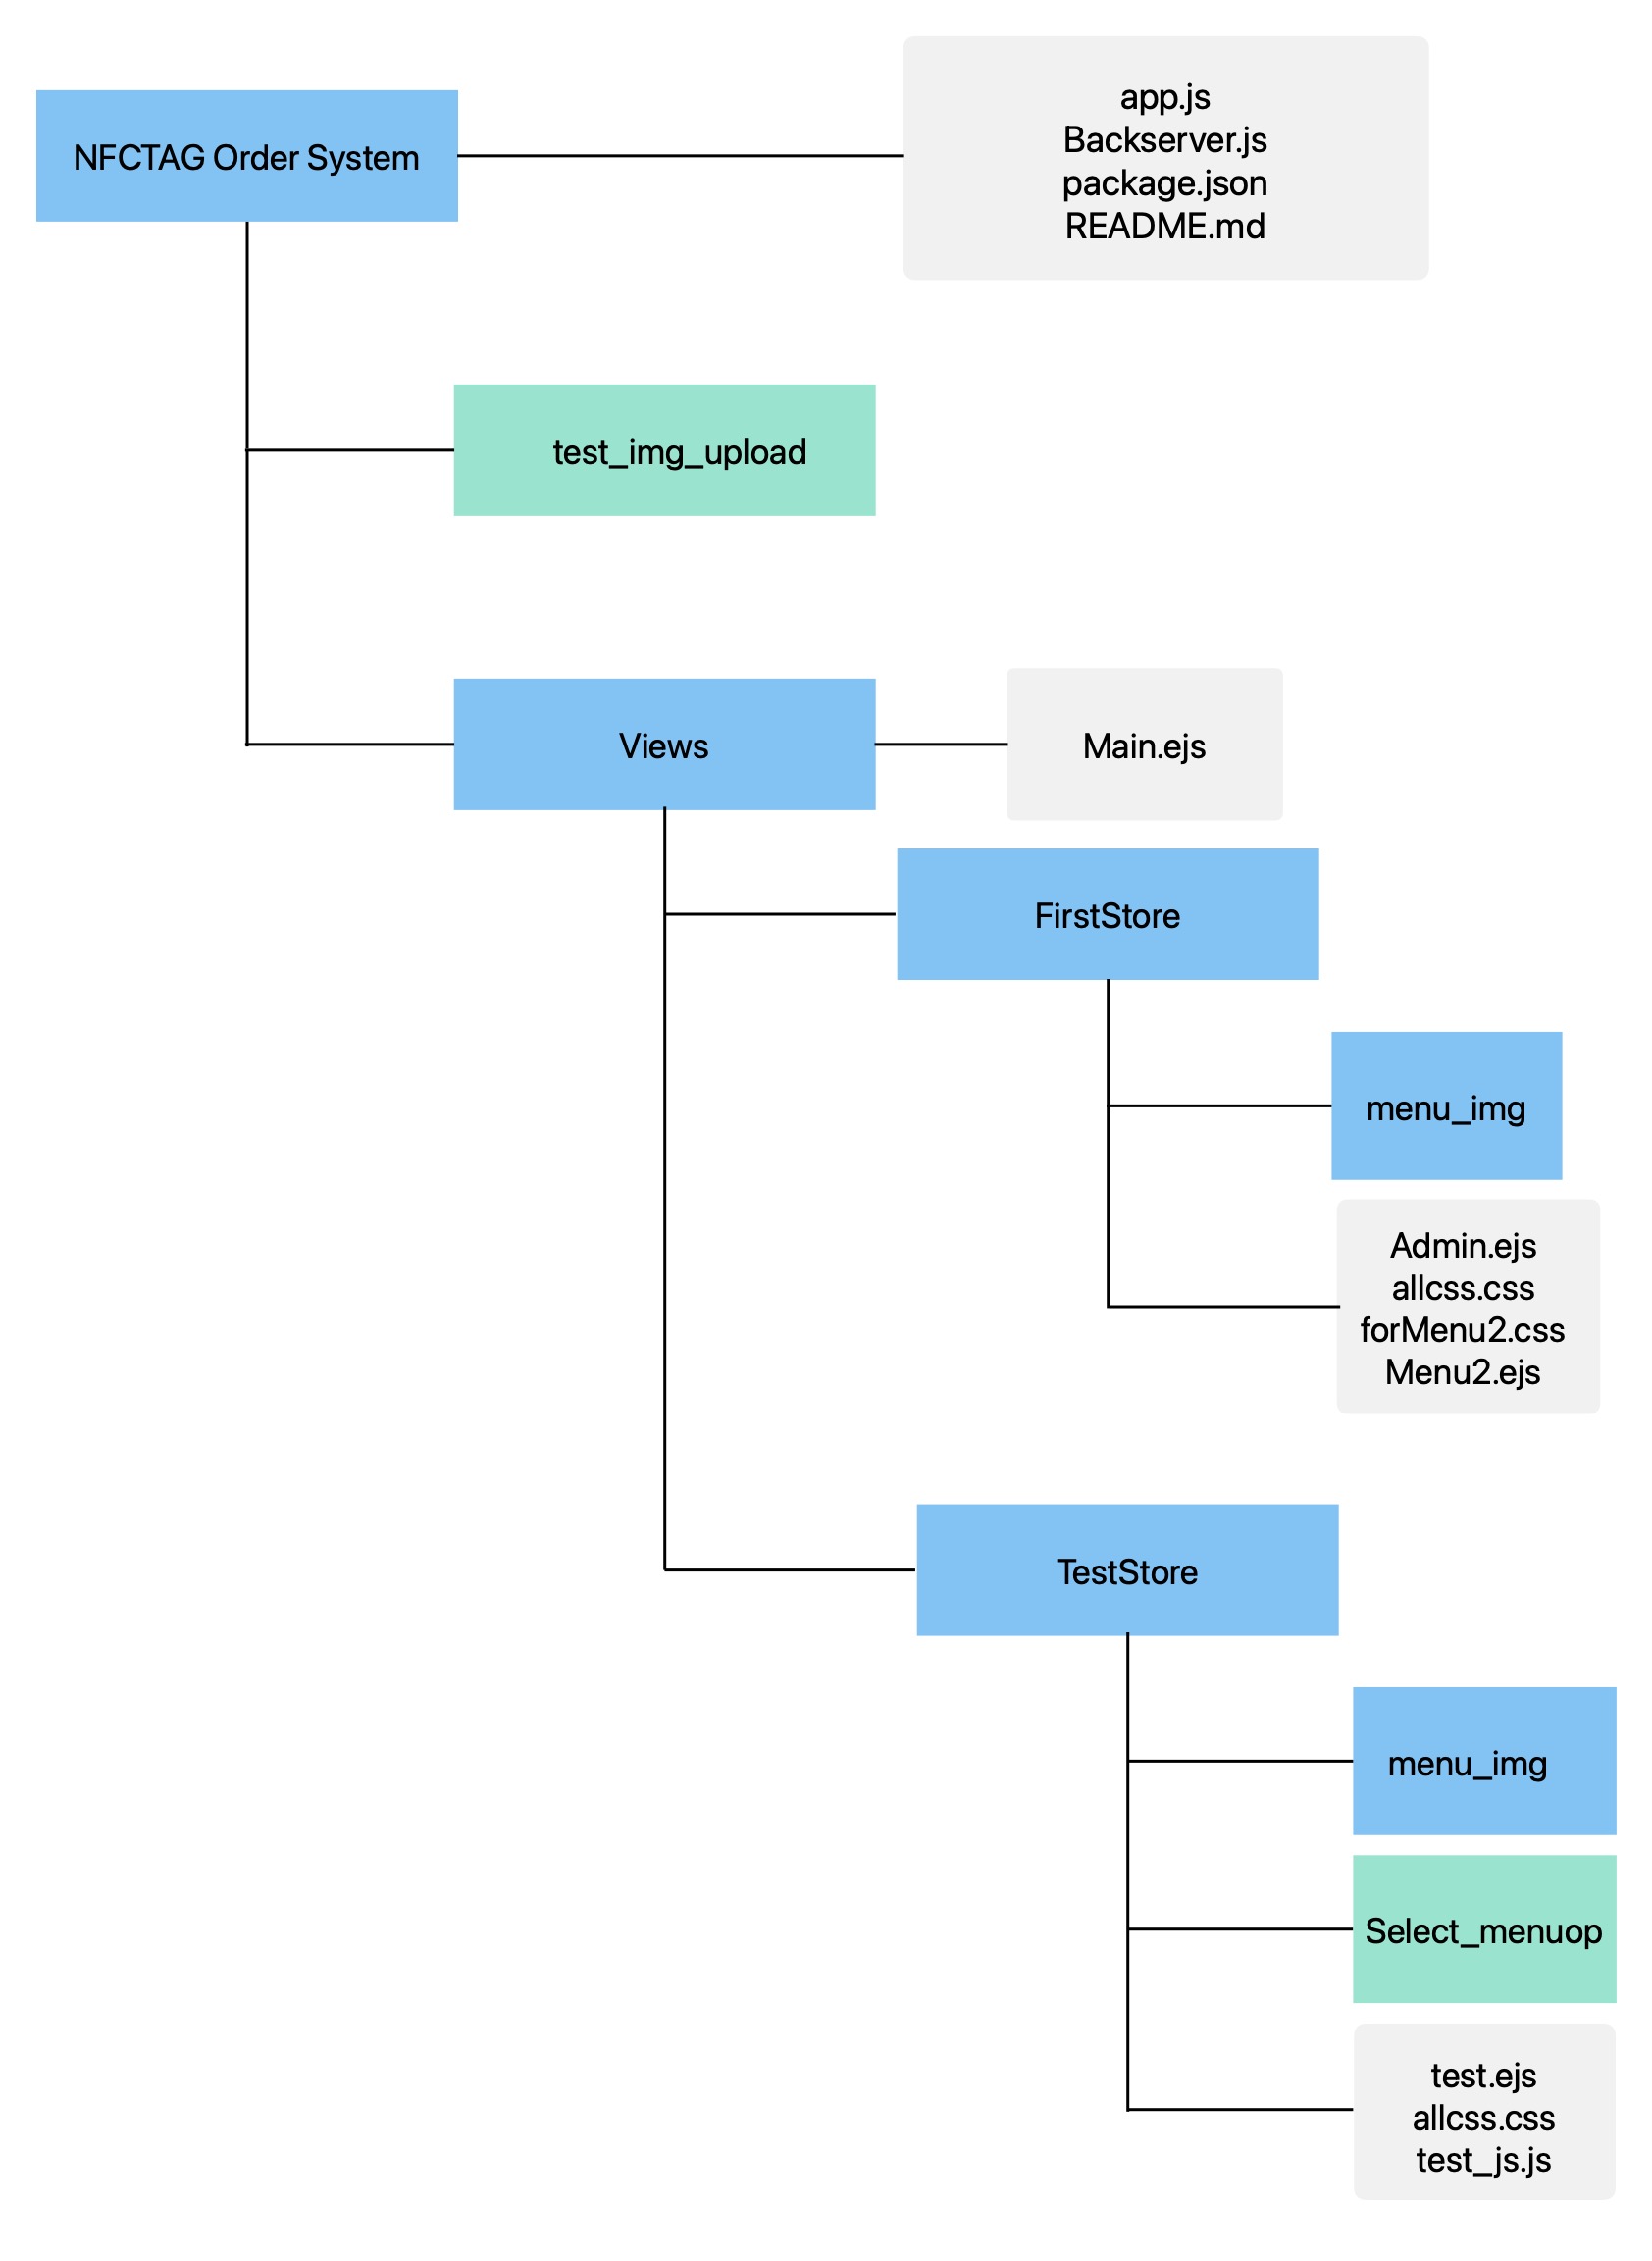 NFCTAG Order System
app.js
Backserver.js
package.json
README.md
test_img_upload
Views
Main.ejs
FirstStore
menu_img
Admin.ejs
allcss.css
forMenu2.css
Menu2.ejs
TestStore
menu_img
Select_menuop
test.ejs
allcss.css
test_js.js